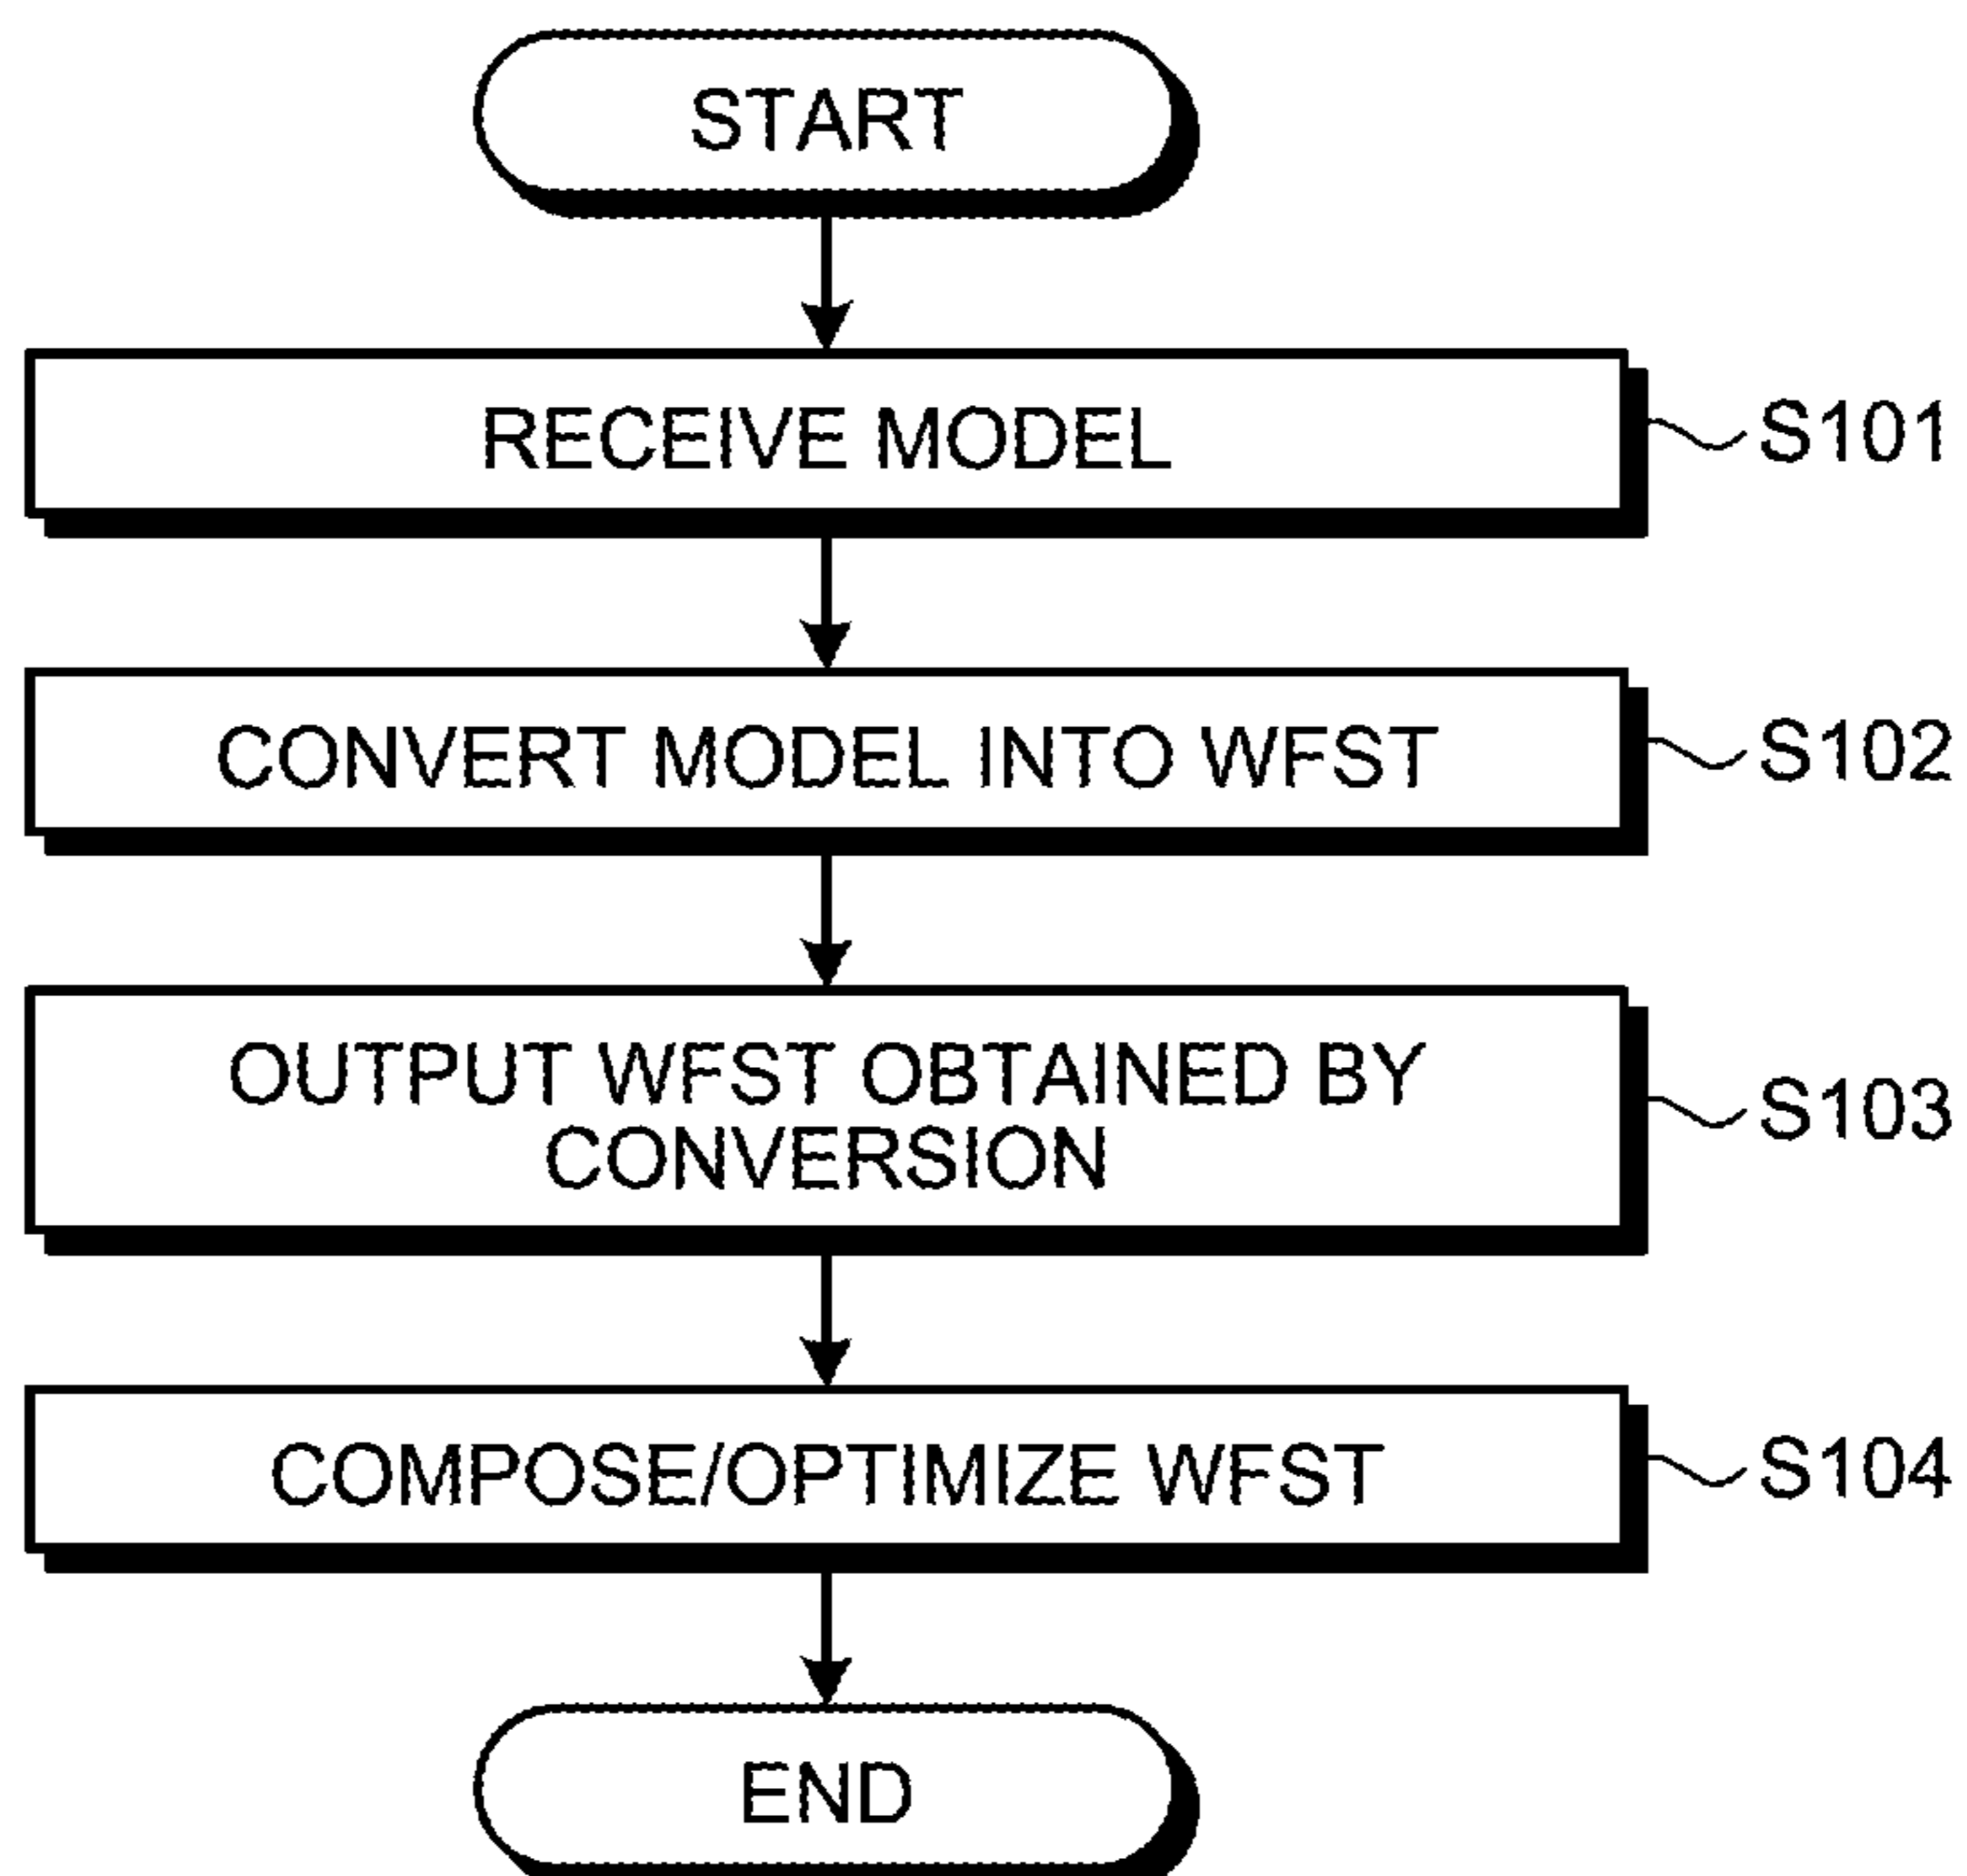 START
RECEIVE MODEL
S101
CONVERT MODEL INTO WFST
S102
OUTPUT WFST OBTAINED BY
CONVERSION
S103
COMPOSE/OPTIMIZE WFST
S104
END